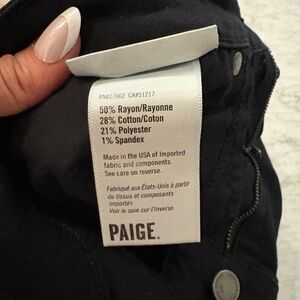 RN#27602 CA#51217
50% Rayon/Rayonne
28% Cotton/Coton
21% Polyester
1% Spandex
Made in the USA of Imported
fabric and components.
See care on reverse.
Fabriqué aux États-Unis à partir
de tissus et composants
importés
Voir le soin sur l'inverse
PAIGE.